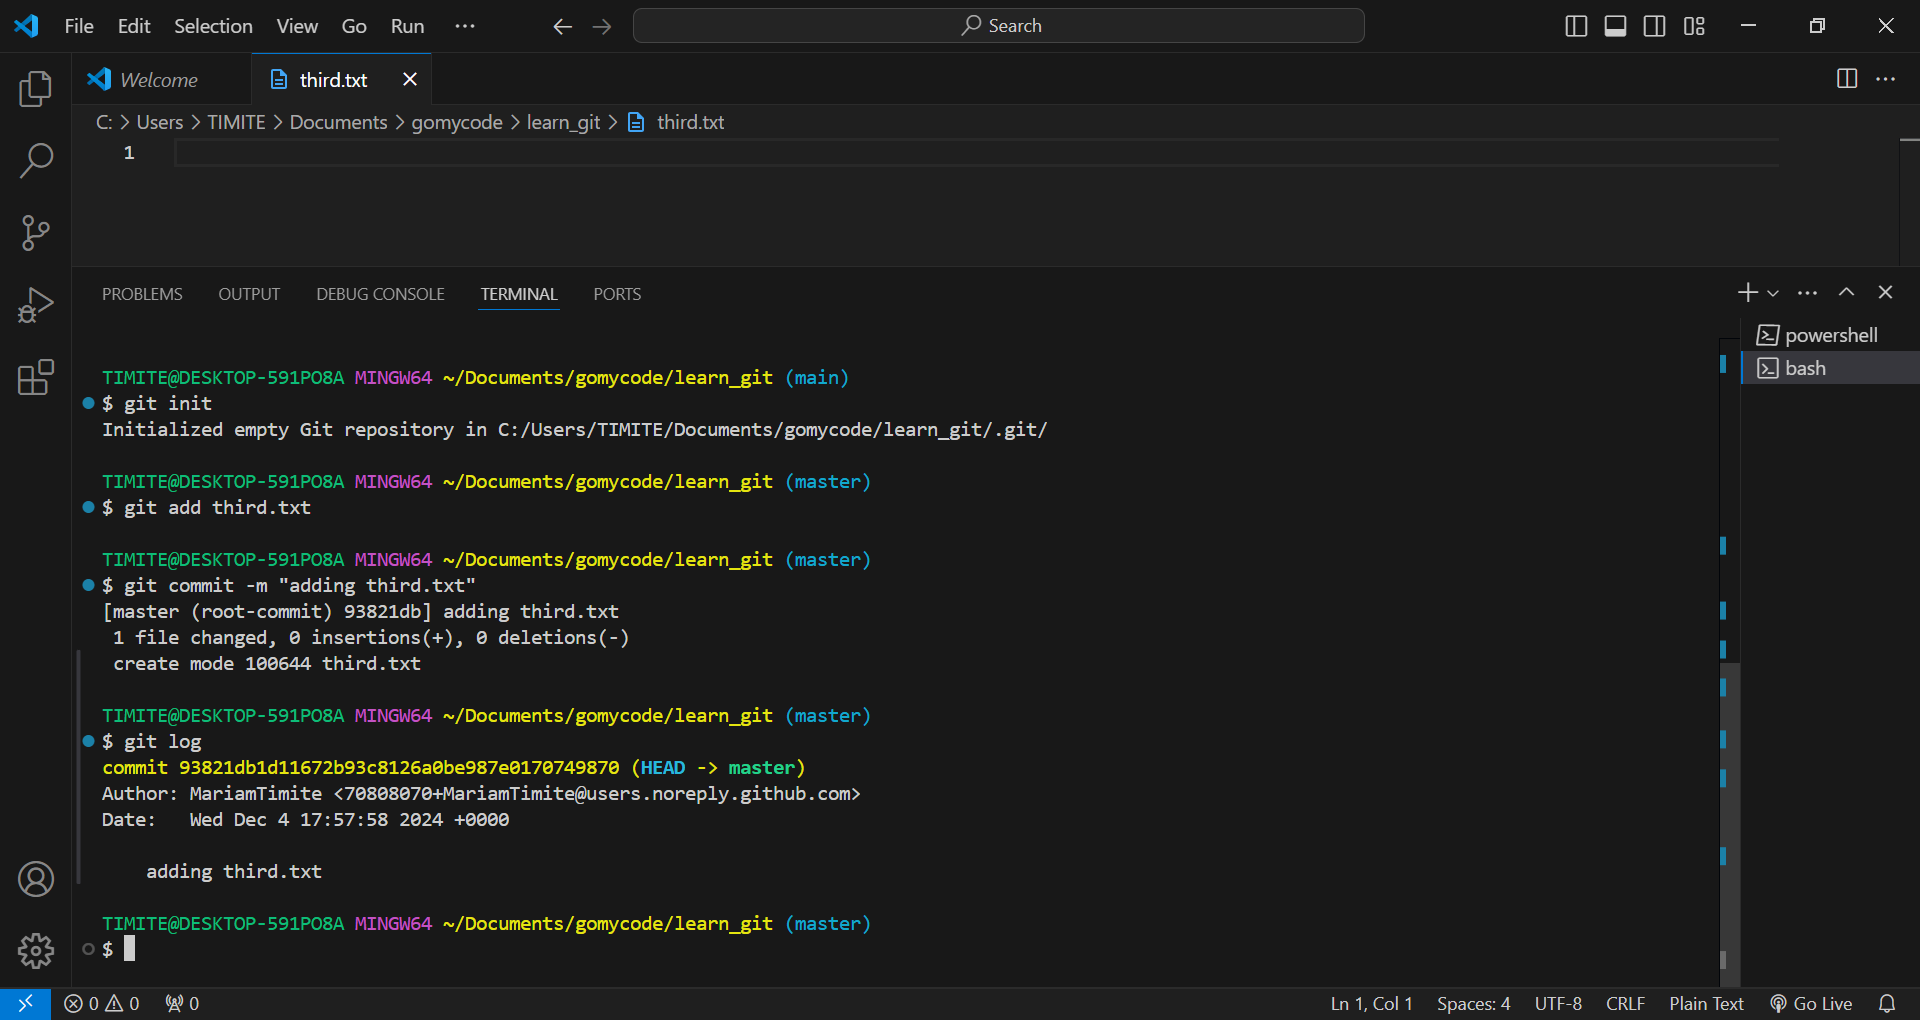 File Edit Selection View Go Run ··· Search
Welcome third.txt
C: > Users > TIMITE > Documents > gomycode > learn_git > third.txt
1
PROBLEMS OUTPUT DEBUG CONSOLE TERMINAL PORTS
powershell
bash
TIMITE@DESKTOP-591PO8A MINGW64 ~/Documents/gomycode/learn_git (main)
$ git init
Initialized empty Git repository in C:/Users/TIMITE/Documents/gomycode/learn_git/.git/
TIMITE@DESKTOP-591PO8A MINGW64 ~/Documents/gomycode/learn_git (master)
$ git add third.txt
TIMITE@DESKTOP-591PO8A MINGW64 ~/Documents/gomycode/learn_git (master)
$ git commit -m "adding third.txt"
[master (root-commit) 93821db] adding third.txt
1 file changed, 0 insertions(+), 0 deletions(-)
create mode 100644 third.txt
TIMITE@DESKTOP-591PO8A MINGW64 ~/Documents/gomycode/learn_git (master)
$ git log
commit 93821db1d11672b93c8126a0be987e0170749870 (HEAD -> master)
Author: MariamTimite <70808070+MariamTimite@users.noreply.github.com>
Date:   Wed Dec 4 17:57:58 2024 +0000
adding third.txt
TIMITE@DESKTOP-591PO8A MINGW64 ~/Documents/gomycode/learn_git (master)
$
0 0 0 Ln 1, Col 1 Spaces: 4 UTF-8 CRLF Plain Text Go Live